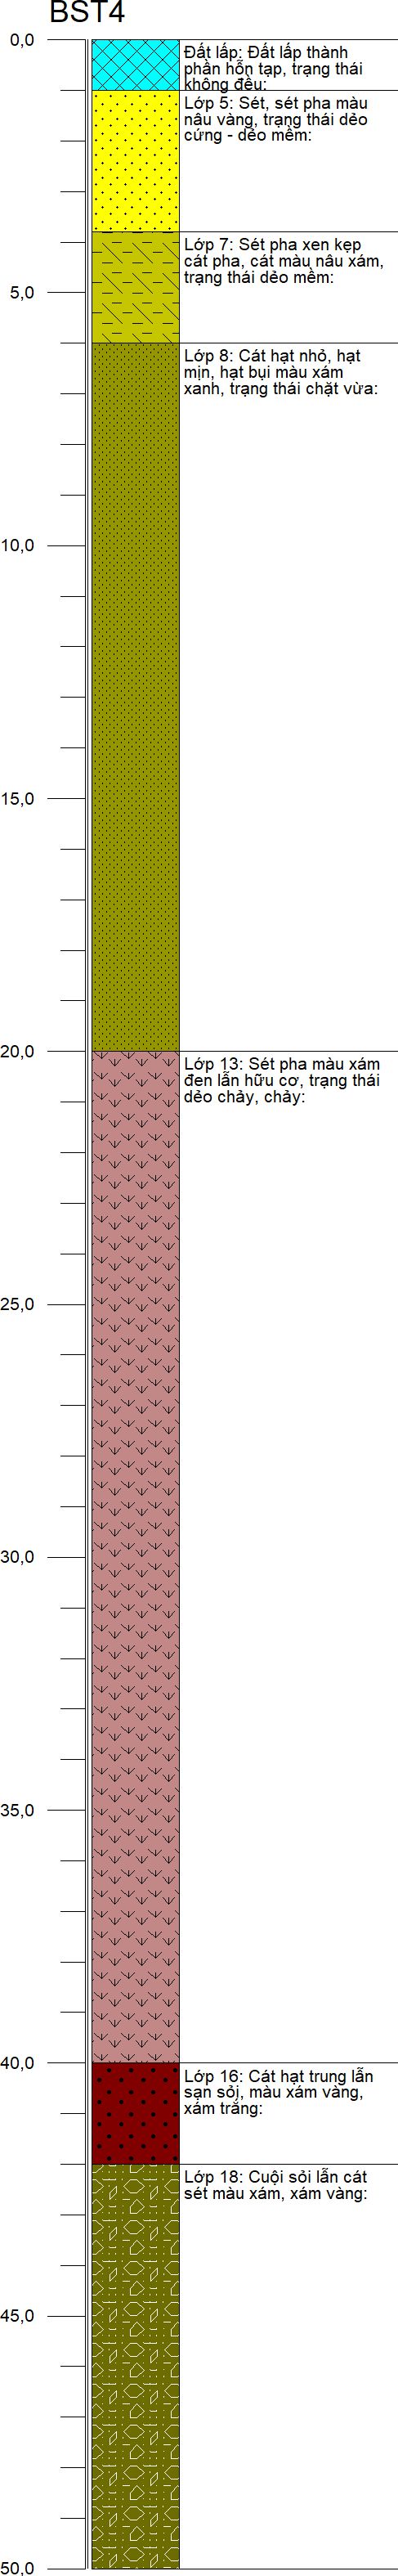 BST4
0,0
Đất lấp: Đất lấp thành
phần hỗn tạp, trạng thái
không đều:
Lớp 5: Sét, sét pha màu
nâu vàng, trạng thái dẻo
cứng - dẻo mềm:
Lớp 7: Sét pha xen kẹp
cát pha, cát màu nâu xám,
trạng thái dẻo mềm:
5,0
Lớp 8: Cát hạt nhỏ, hạt
mịn, hạt bụi màu xám
xanh, trạng thái chặt vừa:
10,0
15,0
20,0
Lớp 13: Sét pha màu xám
đen lẫn hữu cơ, trạng thái
dẻo chảy, chảy:
25,0
30,0
35,0
40,0
Lớp 16: Cát hạt trung lẫn
sạn sỏi, màu xám vàng,
xám trắng:
Lớp 18: Cuội sỏi lẫn cát
sét màu xám, xám vàng:
45,0
50,0